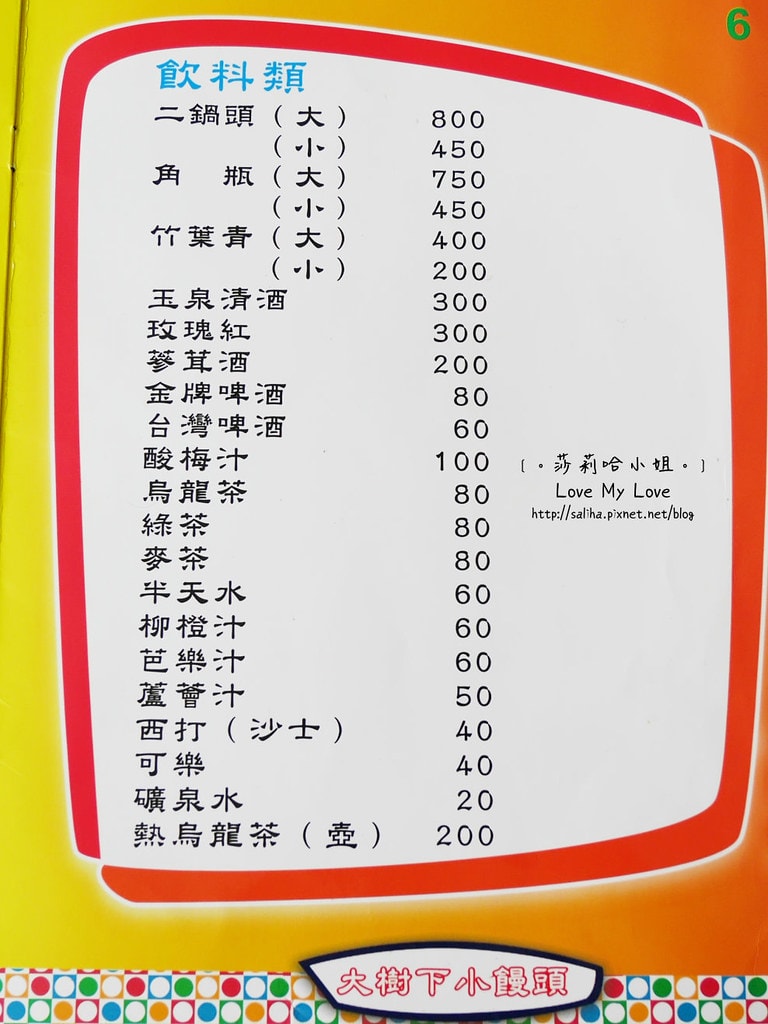 6
飲料類
二鍋頭（大） 800
（小） 450
角 瓶（大） 750
（小） 450
竹葉青（大） 400
（小） 200
玉泉清酒 300
玫瑰紅 300
蔘茸酒 200
金牌啤酒 80
台灣啤酒 60
酸梅汁 100
烏龍茶 80
綠茶 80
麥茶 80
半天水 60
柳橙汁 60
芭樂汁 60
蘆薈汁 50
西打（沙士） 40
可樂 40
礦泉水 20
熱烏龍茶（壺） 200
〔。莎莉哈小姐。〕
Love My Love
http://saliha.pixnet.net/blog
大樹下小饅頭